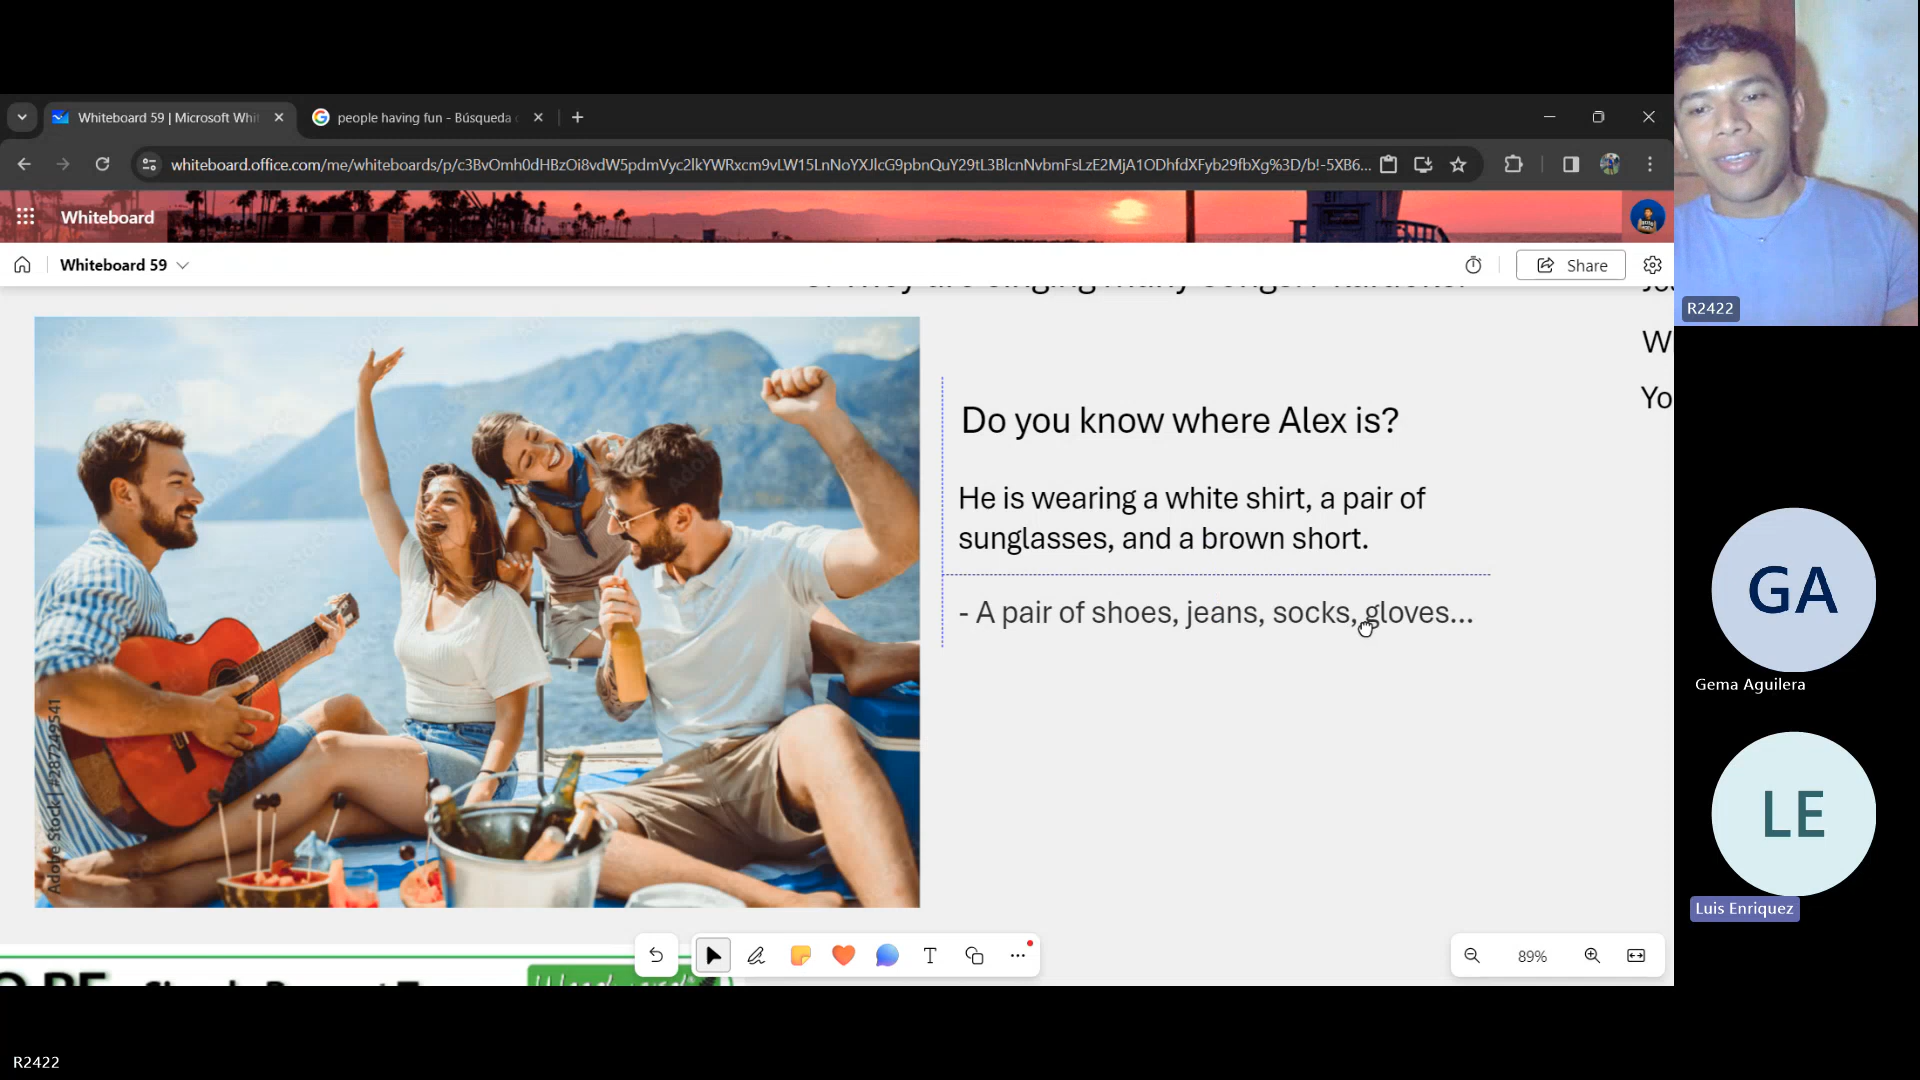 Whiteboard 59 | Microsoft Whi
people having fun - Búsqueda
whiteboard.office.com/me/whiteboards/p/c3BvOmh0dHBzOi8vdW5pdmVyc2lkYWRxcm9vLW15LnNoYXJlcG9pbnQuY29tL3BlcnNvbmFsLzE2MjA1ODhfdXFyb29fbXg%3D/b!-5XB6...
Whiteboard
Whiteboard 59
Share
R2422
Do you know where Alex is?
He is wearing a white shirt, a pair of
sunglasses, and a brown short.
- A pair of shoes, jeans, socks, gloves...
Yo
Adobe Stock | #287249541
GA
Gema Aguilera
LE
Luis Enriquez
T
89%
R2422